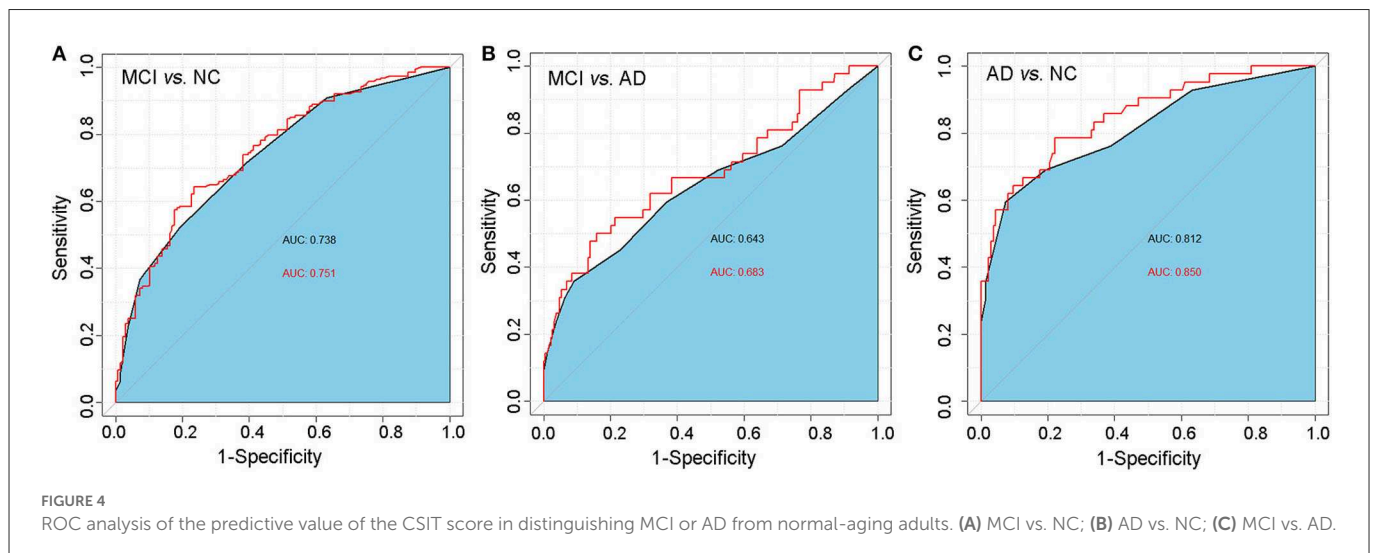 A
MCI vs. NC
Sensitivity
1.0
0.8
0.6
0.4
0.2
0.0
AUC: 0.738
AUC: 0.751
0.0 0.2 0.4 0.6 0.8 1.0
1-Specificity
B
MCI vs. AD
Sensitivity
1.0
0.8
0.6
0.4
0.2
0.0
AUC: 0.643
AUC: 0.683
0.0 0.2 0.4 0.6 0.8 1.0
1-Specificity
C
AD vs. NC
Sensitivity
1.0
0.8
0.6
0.4
0.2
0.0
AUC: 0.812
AUC: 0.850
0.0 0.2 0.4 0.6 0.8 1.0
1-Specificity
FIGURE 4
ROC analysis of the predictive value of the CSIT score in distinguishing MCI or AD from normal-aging adults. (A) MCI vs. NC; (B) AD vs. NC; (C) MCI vs. AD.